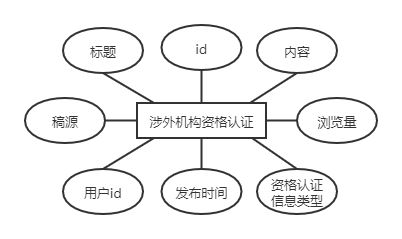 标题
id
内容
稿源
涉外机构资格认证
浏览量
用户id
发布时间
资格认证
信息类型